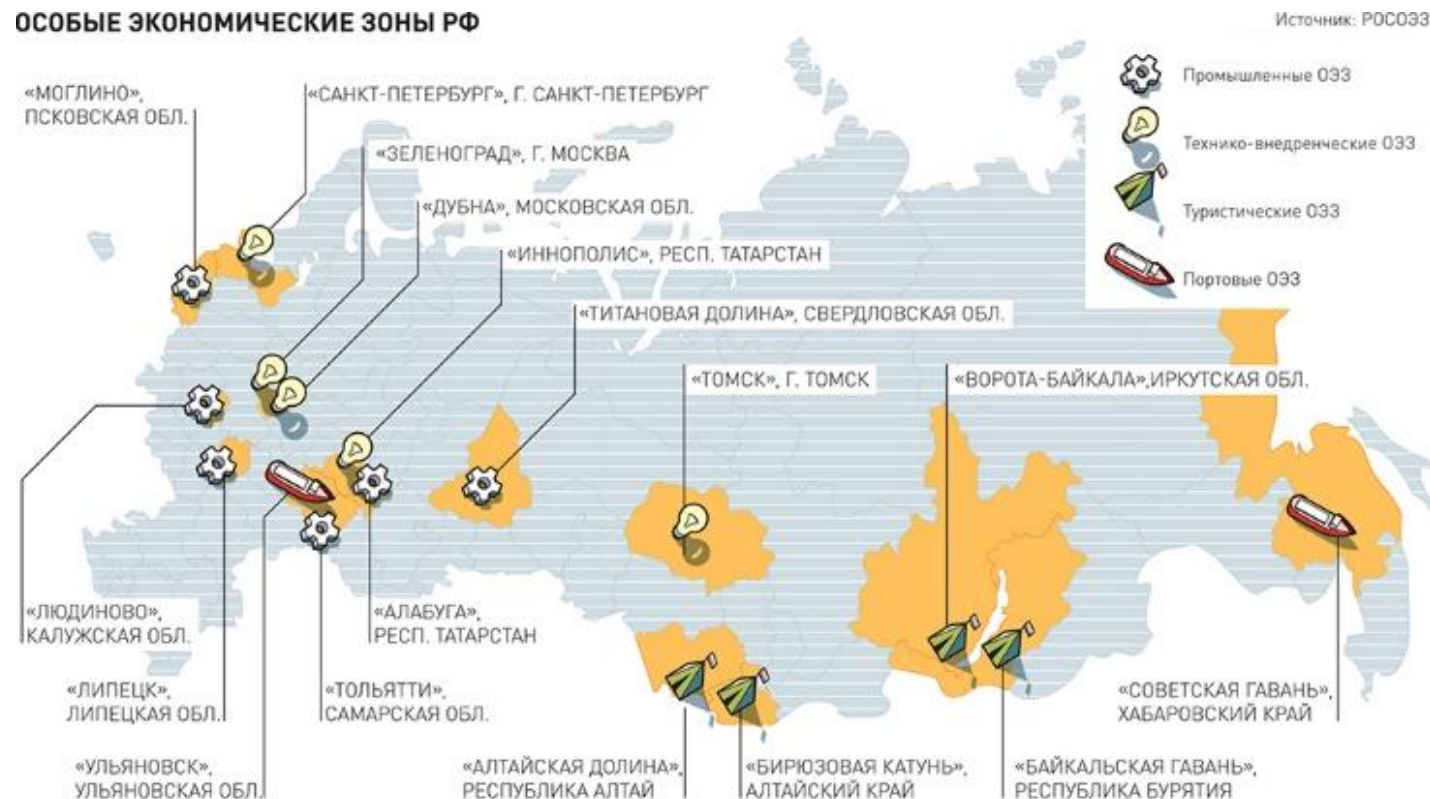 ОСОБЫЕ ЭКОНОМИЧЕСКИЕ ЗОНЫ РФ
Источник: РОСОЭЗ
Промышленные ОЭЗ
Технико-внедренческие ОЭЗ
Туристические ОЭЗ
Портовые ОЭЗ
«МОГЛИНО»,
ПСКОВСКАЯ ОБЛ.
«САНКТ-ПЕТЕРБУРГ», Г. САНКТ-ПЕТЕРБУРГ
«ЗЕЛЕНОГРАД», Г. МОСКВА
«ДУБНА», МОСКОВСКАЯ ОБЛ.
«ИННОПОЛИС», РЕСП. ТАТАРСТАН
«ТИТАНОВАЯ ДОЛИНА», СВЕРДЛОВСКАЯ ОБЛ.
«ТОМСК», Г. ТОМСК
«ВОРОТА-БАЙКАЛА»,ИРКУТСКАЯ ОБЛ.
«ЛЮДИНОВО»,
КАЛУЖСКАЯ ОБЛ.
«АЛАБУГА»,
РЕСП. ТАТАРСТАН
«ЛИПЕЦК»,
ЛИПЕЦКАЯ ОБЛ.
«ТОЛЬЯТТИ»,
САМАРСКАЯ ОБЛ.
«СОВЕТСКАЯ ГАВАНЬ»,
ХАБАРОВСКИЙ КРАЙ
«УЛЬЯНОВСК»,
УЛЬЯНОВСКАЯ ОБЛ.
«АЛТАЙСКАЯ ДОЛИНА»,
РЕСПУБЛИКА АЛТАЙ
«БИРЮЗОВАЯ КАТУНЬ»,
АЛТАЙСКИЙ КРАЙ
«БАЙКАЛЬСКАЯ ГАВАНЬ»,
РЕСПУБЛИКА БУРЯТИЯ